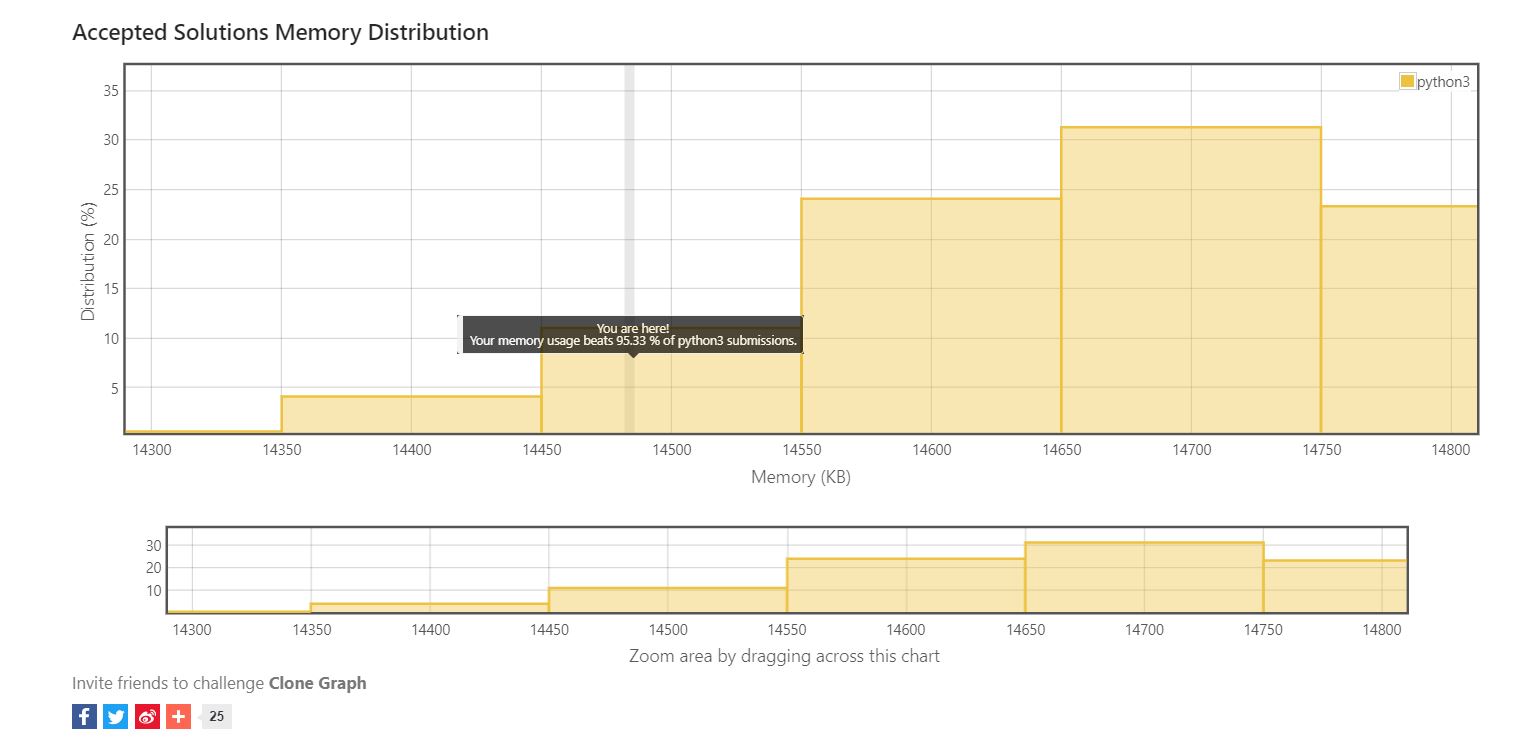 Accepted Solutions Memory Distribution
python3
35
30
25
20
15
10
5
Distribution (%)
You are here!
Your memory usage beats 95.33 % of python3 submissions.
14300 14350 14400 14450 14500 14550 14600 14650 14700 14750 14800
Memory (KB)
30
20
10
14300 14350 14400 14450 14500 14550 14600 14650 14700 14750 14800
Zoom area by dragging across this chart
Invite friends to challenge Clone Graph
25